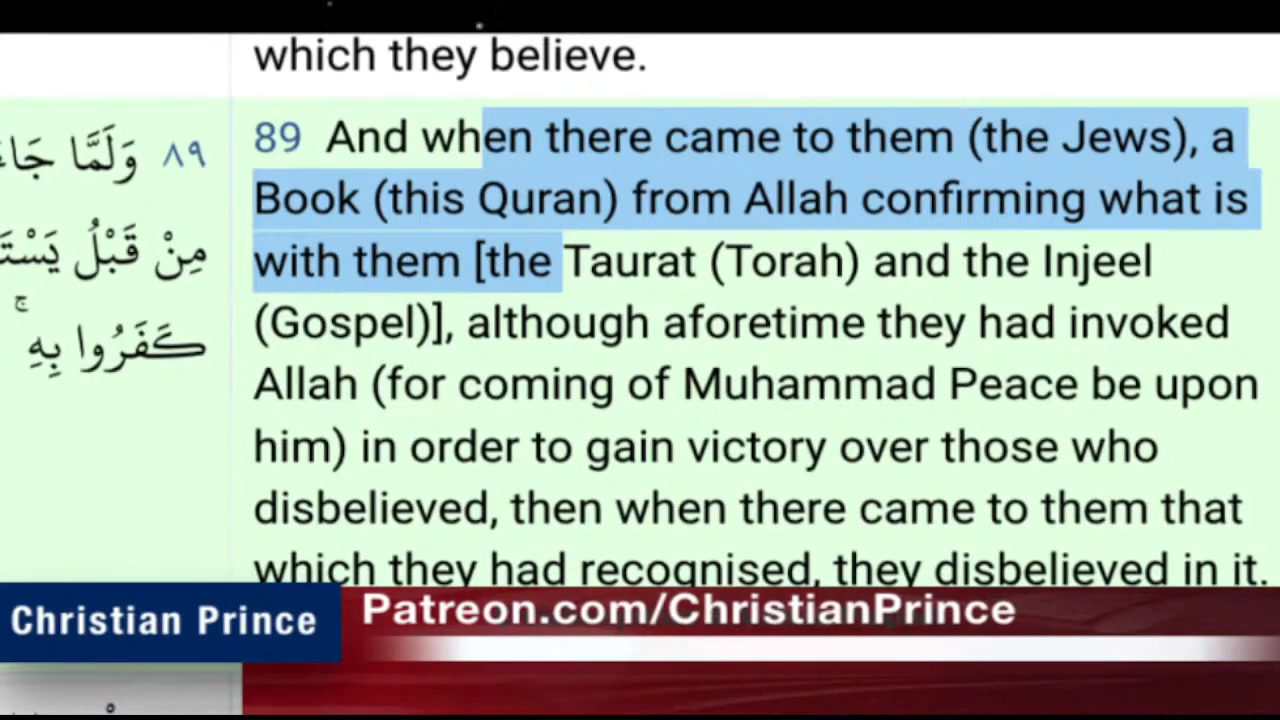 which they believe.
89 And when there came to them (the Jews), a
Book (this Quran) from Allah confirming what is
with them [the Taurat (Torah) and the Injeel
(Gospel)], although aforetime they had invoked
Allah (for coming of Muhammad Peace be upon
him) in order to gain victory over those who
disbelieved, then when there came to them that
which they had recognised, they disbelieved in it.
٨٩ وَلَمَّا
مِنْ قَبْلُ
كَفَرُوا بِهِ ۚ
Christian Prince
Patreon.com/ChristianPrince